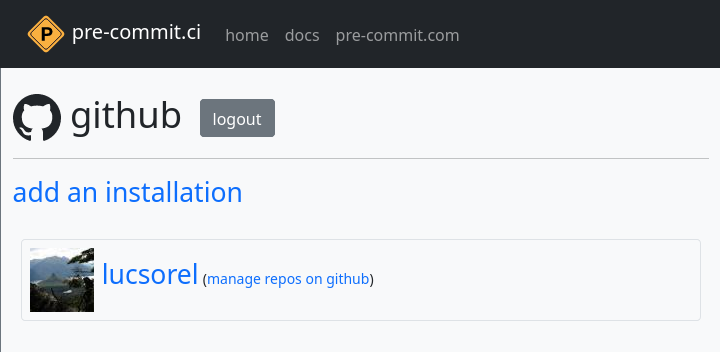 P pre-commit.ci home docs pre-commit.com
github logout
add an installation
lucsorel (manage repos on github)